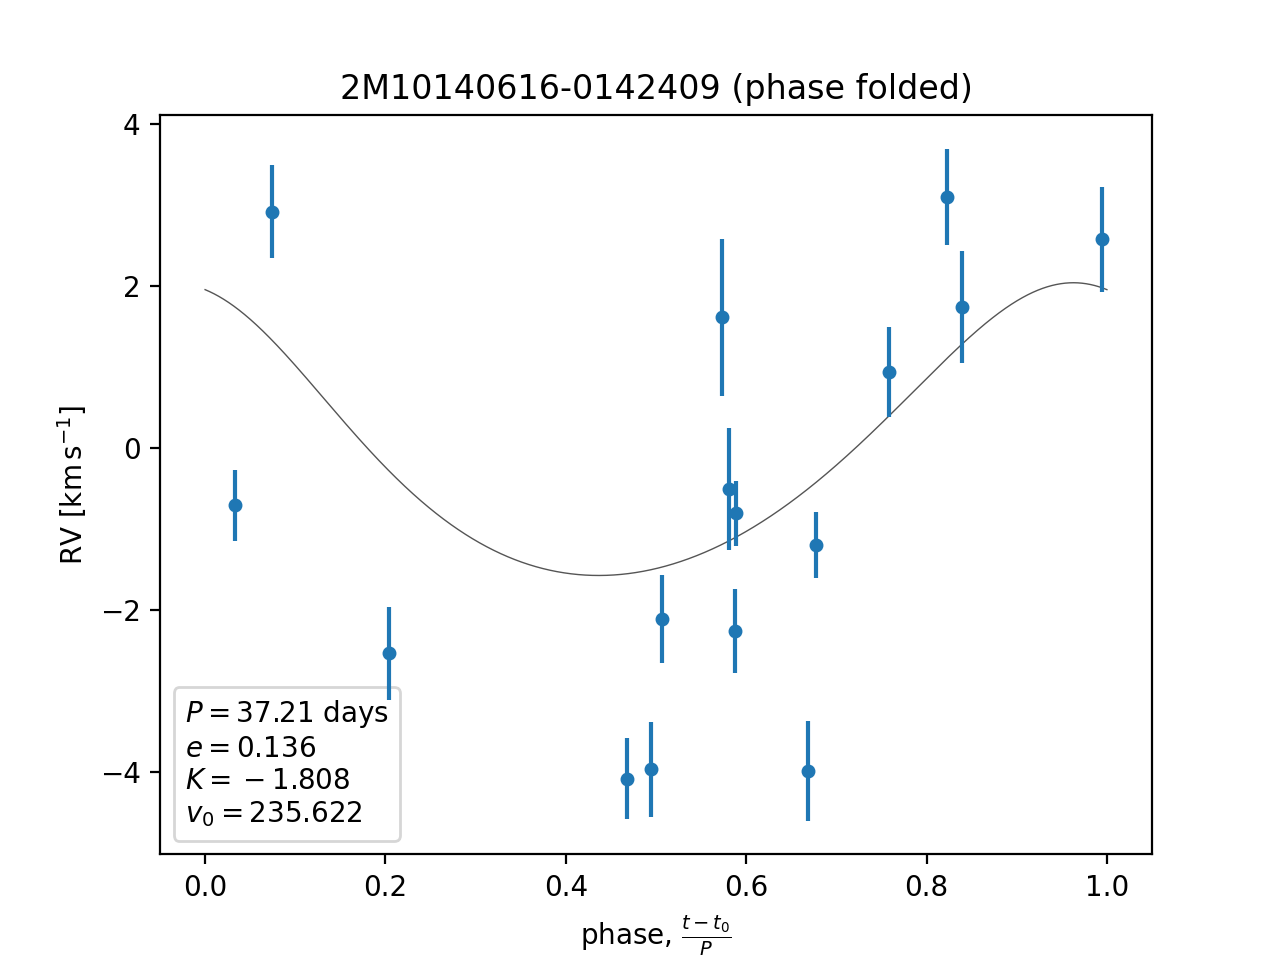 2M10140616-0142409 (phase folded)
4
2
0
−2
−4
RV [km s⁻¹]
P = 37.21 days
e = 0.136
K = −1.808
v₀ = 235.622
0.0 0.2 0.4 0.6 0.8 1.0
phase, (t − t₀)/P